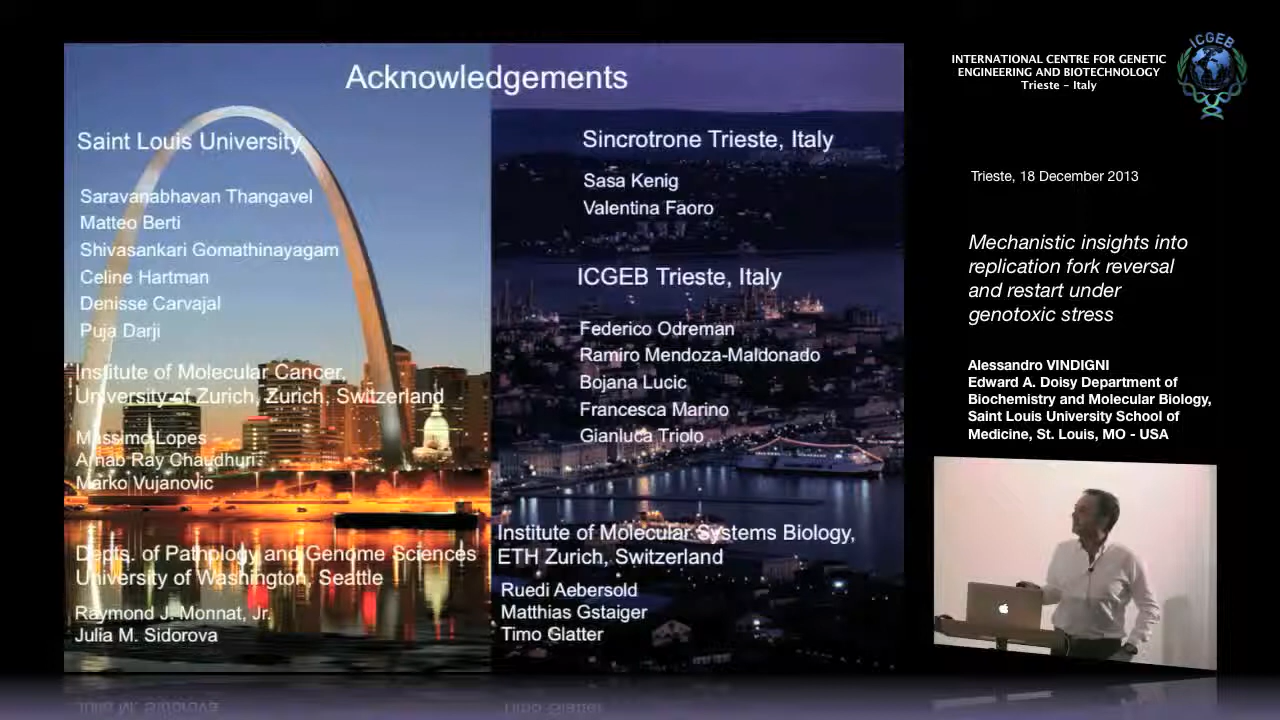 Acknowledgements
Saint Louis University
Saravanabhavan Thangavel
Matteo Berti
Shivasankari Gomathinayagam
Celine Hartman
Denisse Carvajal
Puja Darji
Institute of Molecular Cancer,
University of Zurich, Zurich, Switzerland
Massimo Lopes
Arnab Ray Chaudhuri
Marko Vujanovic
Depts. of Pathology and Genome Sciences
University of Washington, Seattle
Raymond J. Monnat, Jr.
Julia M. Sidorova
Sincrotrone Trieste, Italy
Sasa Kenig
Valentina Faoro
ICGEB Trieste, Italy
Federico Odreman
Ramiro Mendoza-Maldonado
Bojana Lucic
Francesca Marino
Gianluca Triolo
Institute of Molecular Systems Biology,
ETH Zurich, Switzerland
Ruedi Aebersold
Matthias Gstaiger
Timo Glatter
INTERNATIONAL CENTRE FOR GENETIC
ENGINEERING AND BIOTECHNOLOGY
Trieste - Italy
ICGEB
Trieste, 18 December 2013
Mechanistic insights into
replication fork reversal
and restart under
genotoxic stress
Alessandro VINDIGNI
Edward A. Doisy Department of
Biochemistry and Molecular Biology,
Saint Louis University School of
Medicine, St. Louis, MO - USA